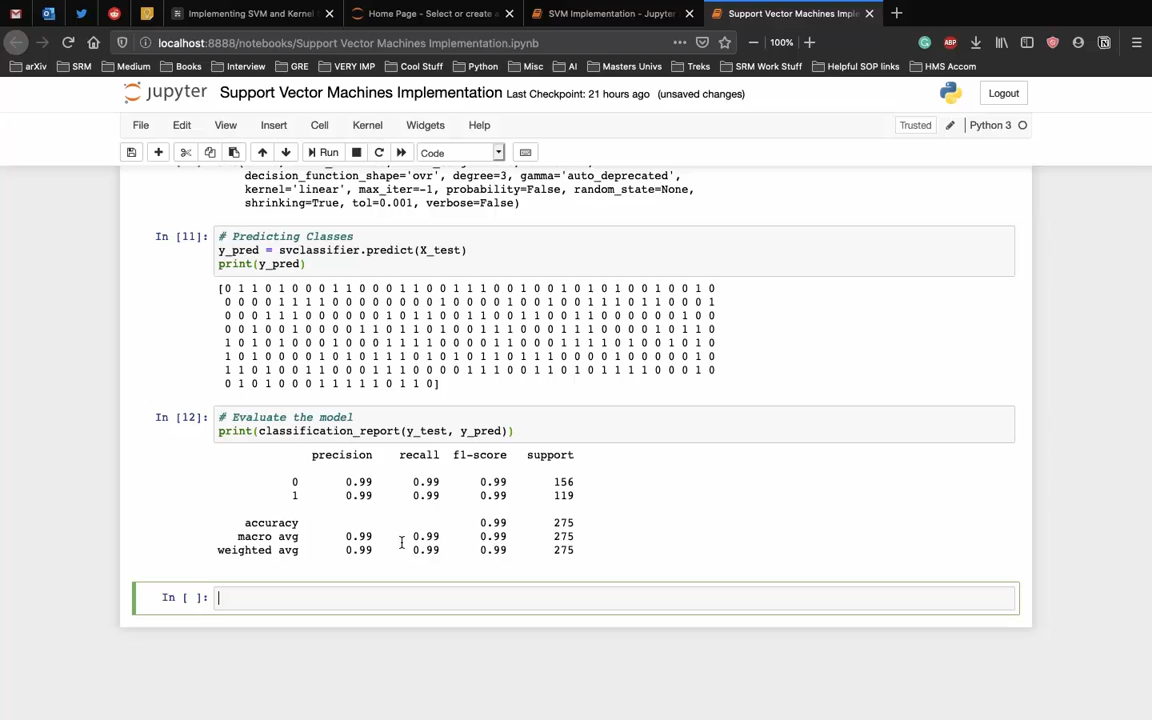 Implementing SVM and Kernel
Home Page - Select or create a
SVM Implementation - Jupyter
Support Vector Machines Impl
localhost:8888/notebooks/Support Vector Machines Implementation.ipynb
100%
arXiv SRM Medium Books Interview GRE VERY IMP Cool Stuff Python Misc AI Masters Univs Treks SRM Work Stuff Helpful SOP links HMS Accom
jupyter Support Vector Machines Implementation Last Checkpoint: 21 hours ago (unsaved changes)
Logout
File Edit View Insert Cell Kernel Widgets Help
Trusted Python 3
Run Code
decision_function_shape='ovr', degree=3, gamma='auto_deprecated',
kernel='linear', max_iter=-1, probability=False, random_state=None,
shrinking=True, tol=0.001, verbose=False)
In [11]: # Predicting Classes
y_pred = svclassifier.predict(X_test)
print(y_pred)
[0 1 1 0 1 0 0 0 1 1 0 0 0 1 1 0 0 1 1 1 0 0 1 0 0 1 0 1 0 1 0 0 1 0 0 1 0
0 0 0 0 1 1 1 1 0 0 0 0 0 1 0 0 0 0 1 0 0 1 0 0 0 1 0 1 1 0 1 1 0 0 0 1
0 0 0 1 1 1 0 0 0 0 0 0 1 0 1 1 0 0 1 0 0 1 1 1 0 0 0 0 0 0 0 0 1 0 0
0 0 1 0 0 1 0 0 0 0 1 1 0 1 1 0 1 0 0 1 1 1 0 0 1 1 1 0 0 0 0 1 0 1 1 0
1 0 1 0 0 1 0 0 0 1 0 1 1 1 0 0 1 1 0 0 1 0 0 0 1 1 1 0 0 1 0 1 1 0 1 0
1 0 1 0 0 0 0 1 0 1 0 1 1 1 0 1 0 1 0 1 1 0 1 1 1 0 0 0 0 1 0 0 1 0 1 0
1 1 0 1 0 0 0 1 0 0 1 1 1 0 0 1 0 0 0 1 1 1 0 0 1 1 0 1 0 1 1 1 1 0 0 0 1 0
0 1 0 1 0 0 0 1 1 1 1 1 0 1 1 0]
In [12]: # Evaluate the model
print(classification_report(y_test, y_pred))
precision recall f1-score support
0 0.99 0.99 0.99 156
1 0.99 0.99 0.99 119
accuracy 0.99 275
macro avg 0.99 0.99 0.99 275
weighted avg 0.99 0.99 0.99 275
In [ ]: